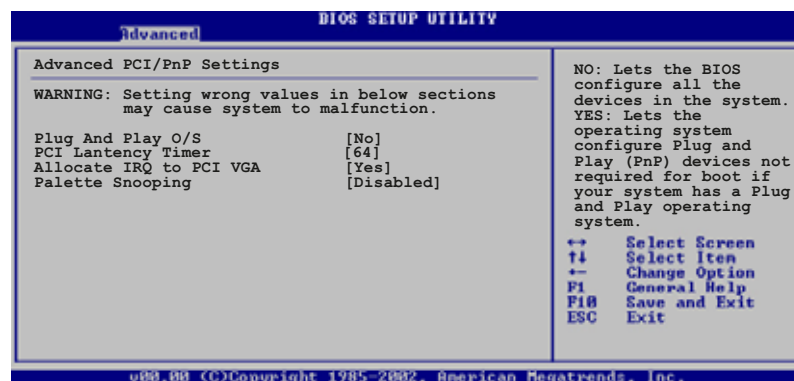 BIOS SETUP UTILITY
Advanced
Advanced PCI/PnP Settings
WARNING: Setting wrong values in below sections
may cause system to malfunction.
Plug And Play O/S [No]
PCI Lantency Timer [64]
Allocate IRQ to PCI VGA [Yes]
Palette Snooping [Disabled]
NO: Lets the BIOS
configure all the
devices in the system.
YES: Lets the
operating system
configure Plug and
Play (PnP) devices not
required for boot if
your system has a Plug
and Play operating
system.
↔ Select Screen
↑↓ Select Item
+- Change Option
F1 General Help
F10 Save and Exit
ESC Exit
v00.00 (C)Copyright 1985-2002, American Megatrends, Inc.